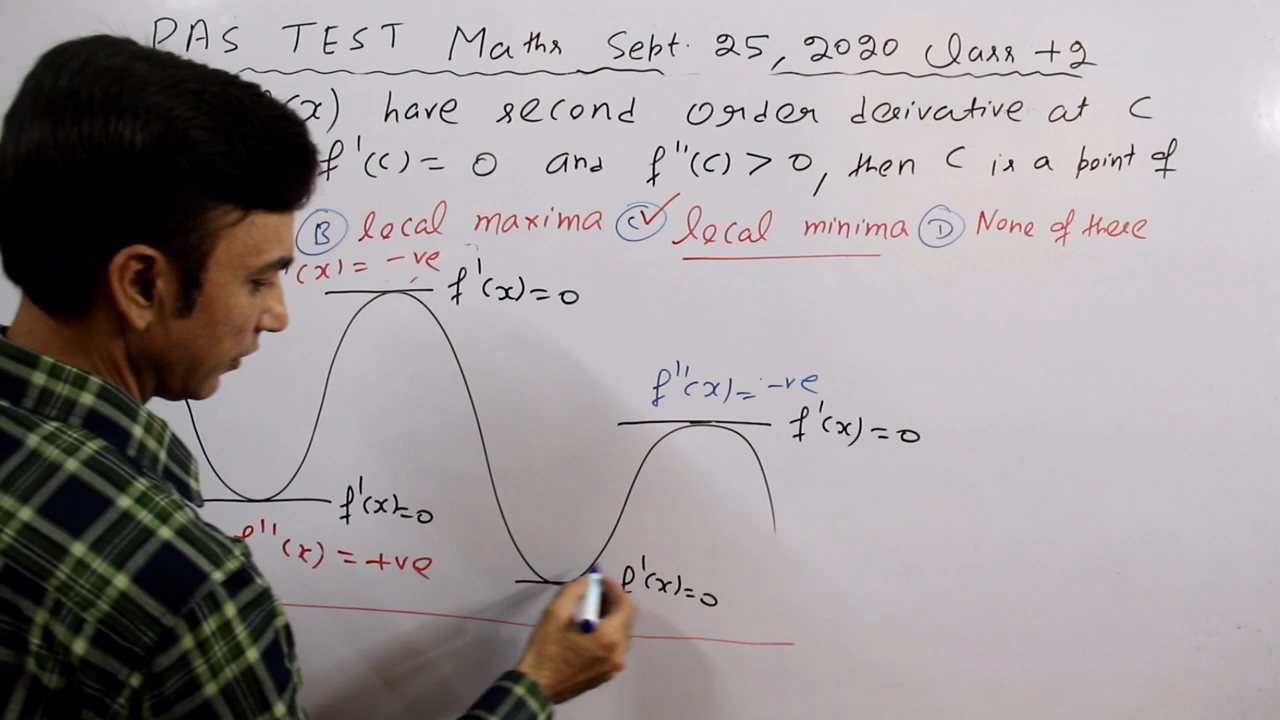 PAS TEST Maths Sept. 25, 2020 Class +2
(x) have second order derivative at C
f'(C) = 0 and f''(C) > 0, then C is a point of
B local maxima C ✓ local minima D None of these
'(x) = -ve f'(x) = 0
f''(x) = -ve
f'(x) = 0
f'(x) = 0
f''(x) = +ve
f'(x) = 0